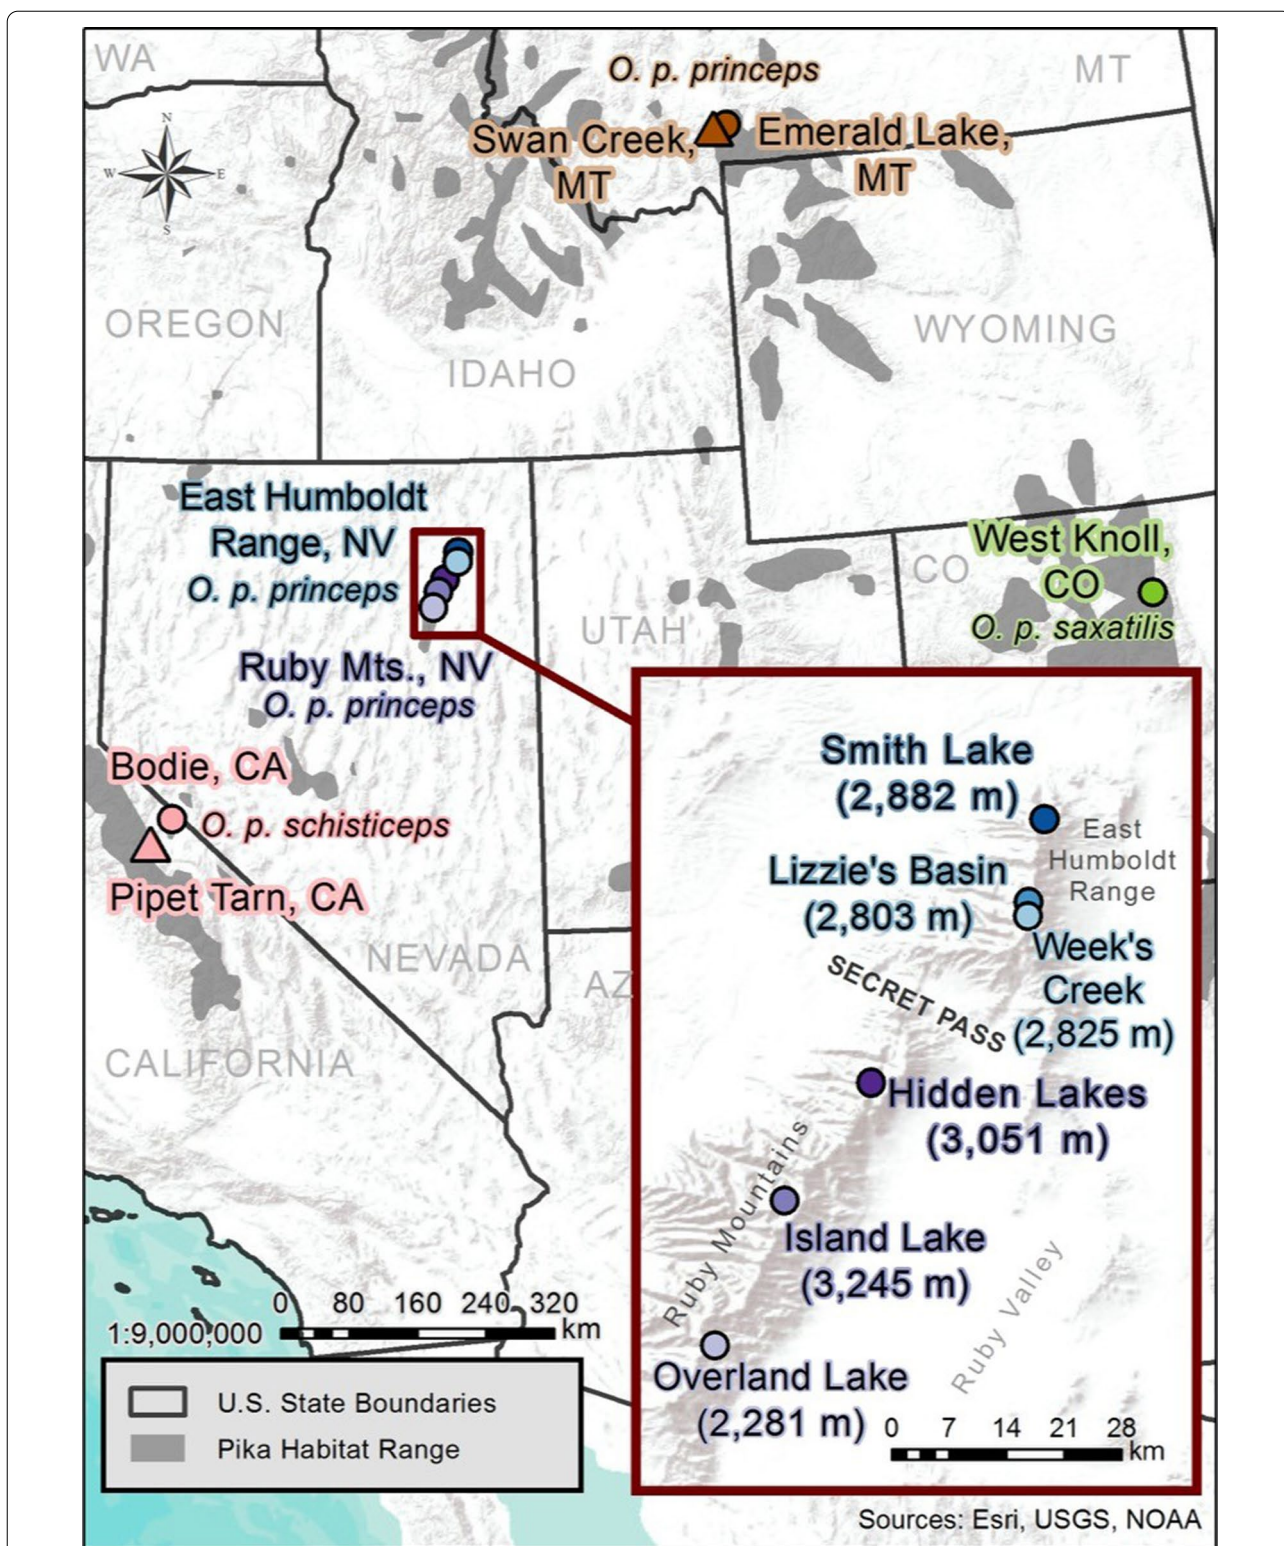 WA
O. p. princeps
MT
N
W
E
S
Swan Creek,
MT
Emerald Lake,
MT
OREGON
IDAHO
WYOMING
East Humboldt
Range, NV
O. p. princeps
Ruby Mts., NV
O. p. princeps
UTAH
CO
West Knoll,
CO
O. p. saxatilis
Bodie, CA
O. p. schisticeps
Pipet Tarn, CA
NEVADA
AZ
CALIFORNIA
Smith Lake
(2,882 m)
East
Humboldt
Range
Lizzie's Basin
(2,803 m)
Week's
Creek
(2,825 m)
SECRET PASS
Hidden Lakes
(3,051 m)
Ruby Mountains
Island Lake
(3,245 m)
Ruby Valley
Overland Lake
(2,281 m)
0 7 14 21 28
km
0 80 160 240 320
1:9,000,000
km
U.S. State Boundaries
Pika Habitat Range
Sources: Esri, USGS, NOAA